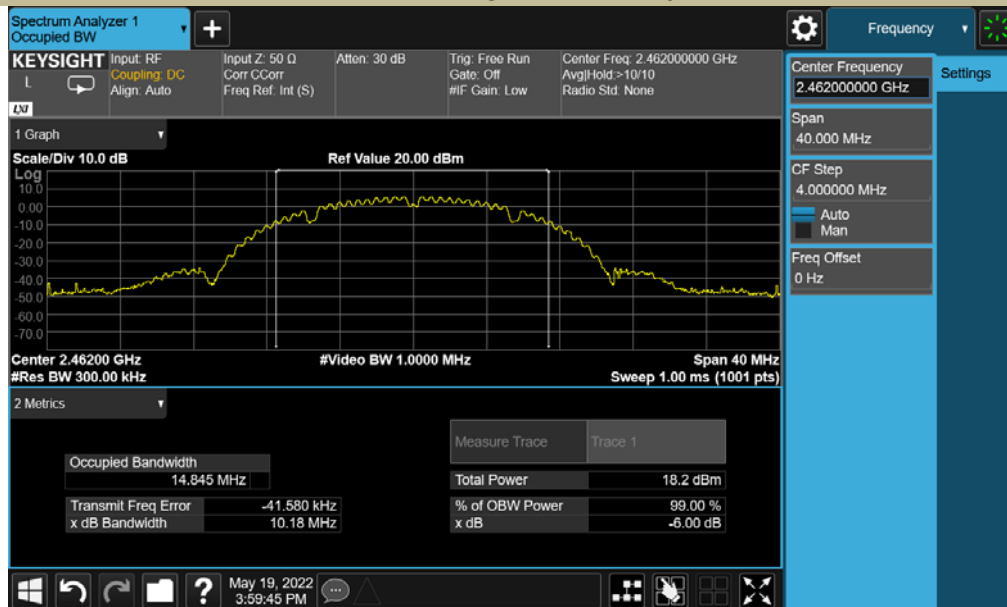 Spectrum Analyzer 1
Occupied BW
Frequency
KEYSIGHT
Input: RF
Coupling: DC
Align: Auto
Input Z: 50 Ω
Corr CCorr
Freq Ref: Int (S)
Atten: 30 dB
Trig: Free Run
Gate: Off
#IF Gain: Low
Center Freq: 2.462000000 GHz
Avg|Hold:>10/10
Radio Std: None
L
LXI
Center Frequency
2.462000000 GHz
Settings
Span
40.000 MHz
CF Step
4.000000 MHz
Auto
Man
Freq Offset
0 Hz
1 Graph
Scale/Div 10.0 dB
Ref Value 20.00 dBm
Log
10.0
0.00
-10.0
-20.0
-30.0
-40.0
-50.0
-60.0
-70.0
Center 2.46200 GHz
#Video BW 1.0000 MHz
Span 40 MHz
#Res BW 300.00 kHz
Sweep 1.00 ms (1001 pts)
2 Metrics
Measure Trace
Trace 1
Occupied Bandwidth
14.845 MHz
Total Power
18.2 dBm
Transmit Freq Error
-41.580 kHz
% of OBW Power
99.00 %
x dB Bandwidth
10.18 MHz
x dB
-6.00 dB
?
May 19, 2022
3:59:45 PM